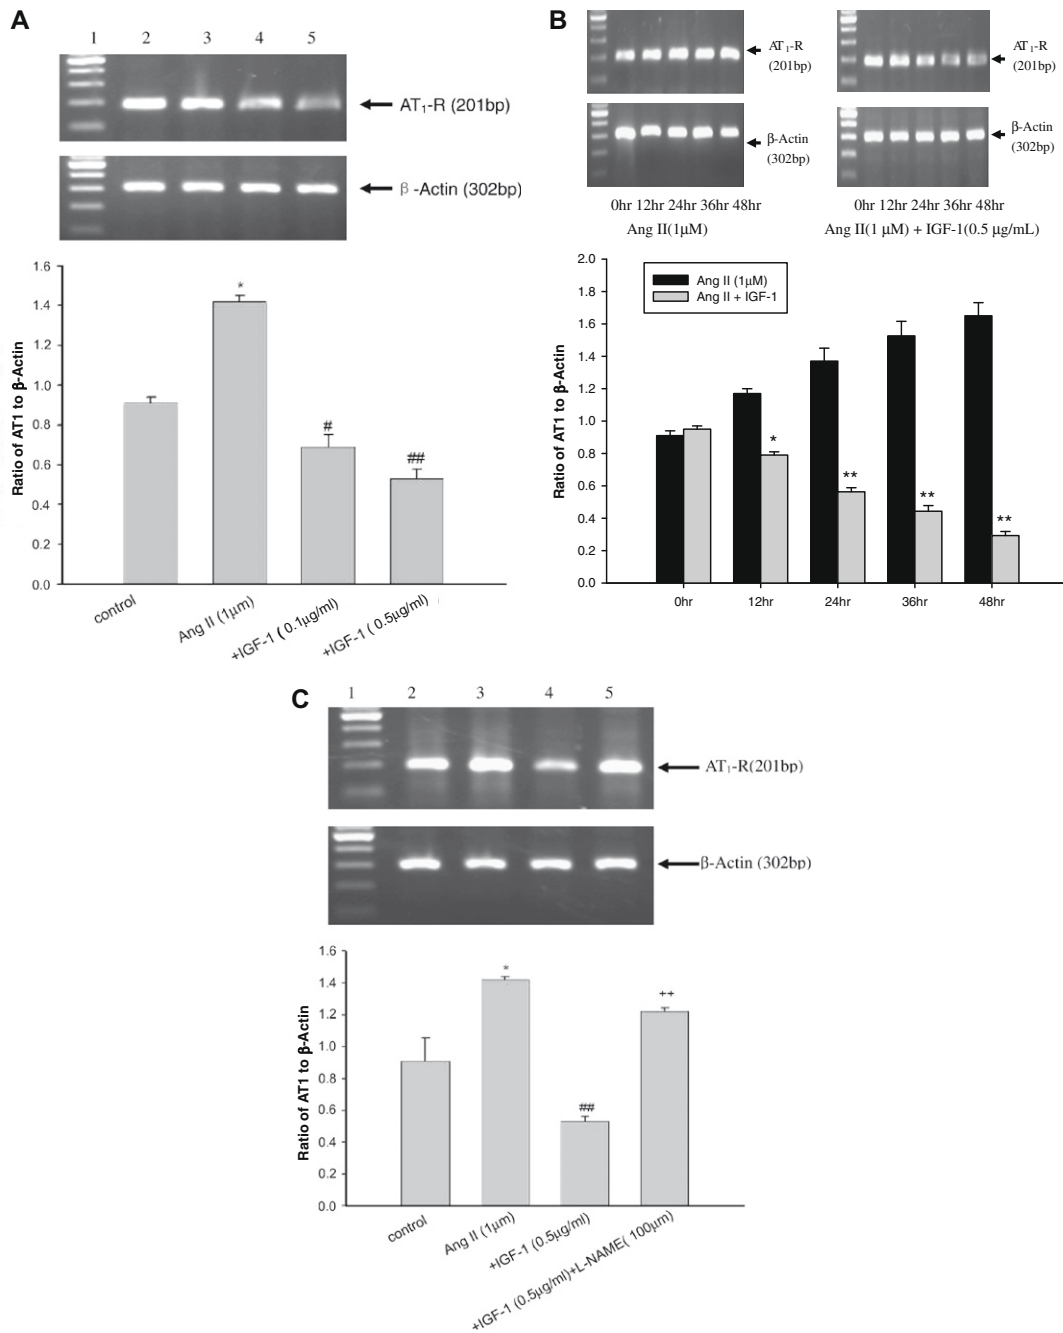 A
1 2 3 4 5
AT1-R (201bp)
β -Actin (302bp)
1.6
1.4
1.2
1.0
0.8
0.6
0.4
0.2
0.0
Ratio of AT1 to β-Actin
*
#
##
control
Ang II (1μm)
+IGF-1 ( 0.1μg/ml)
+IGF-1 ( 0.5μg/ml)
B
AT1-R
(201bp)
β-Actin
(302bp)
0hr 12hr 24hr 36hr 48hr
Ang II(1μM)
AT1-R
(201bp)
β-Actin
(302bp)
0hr 12hr 24hr 36hr 48hr
Ang II(1 μM) + IGF-1(0.5 μg/mL)
2.0
1.8
1.6
1.4
1.2
1.0
0.8
0.6
0.4
0.2
0.0
Ratio of AT1 to β-Actin
Ang II (1μM)
Ang II + IGF-1
*
**
**
**
0hr 12hr 24hr 36hr 48hr
C
1 2 3 4 5
AT1-R(201bp)
β-Actin (302bp)
1.6
1.4
1.2
1.0
0.8
0.6
0.4
0.2
0.0
Ratio of AT1 to β-Actin
*
##
++
control
Ang II (1μm)
+IGF-1 (0.5μg/ml)
+IGF-1 (0.5μg/ml)+L-NAME( 100μm)